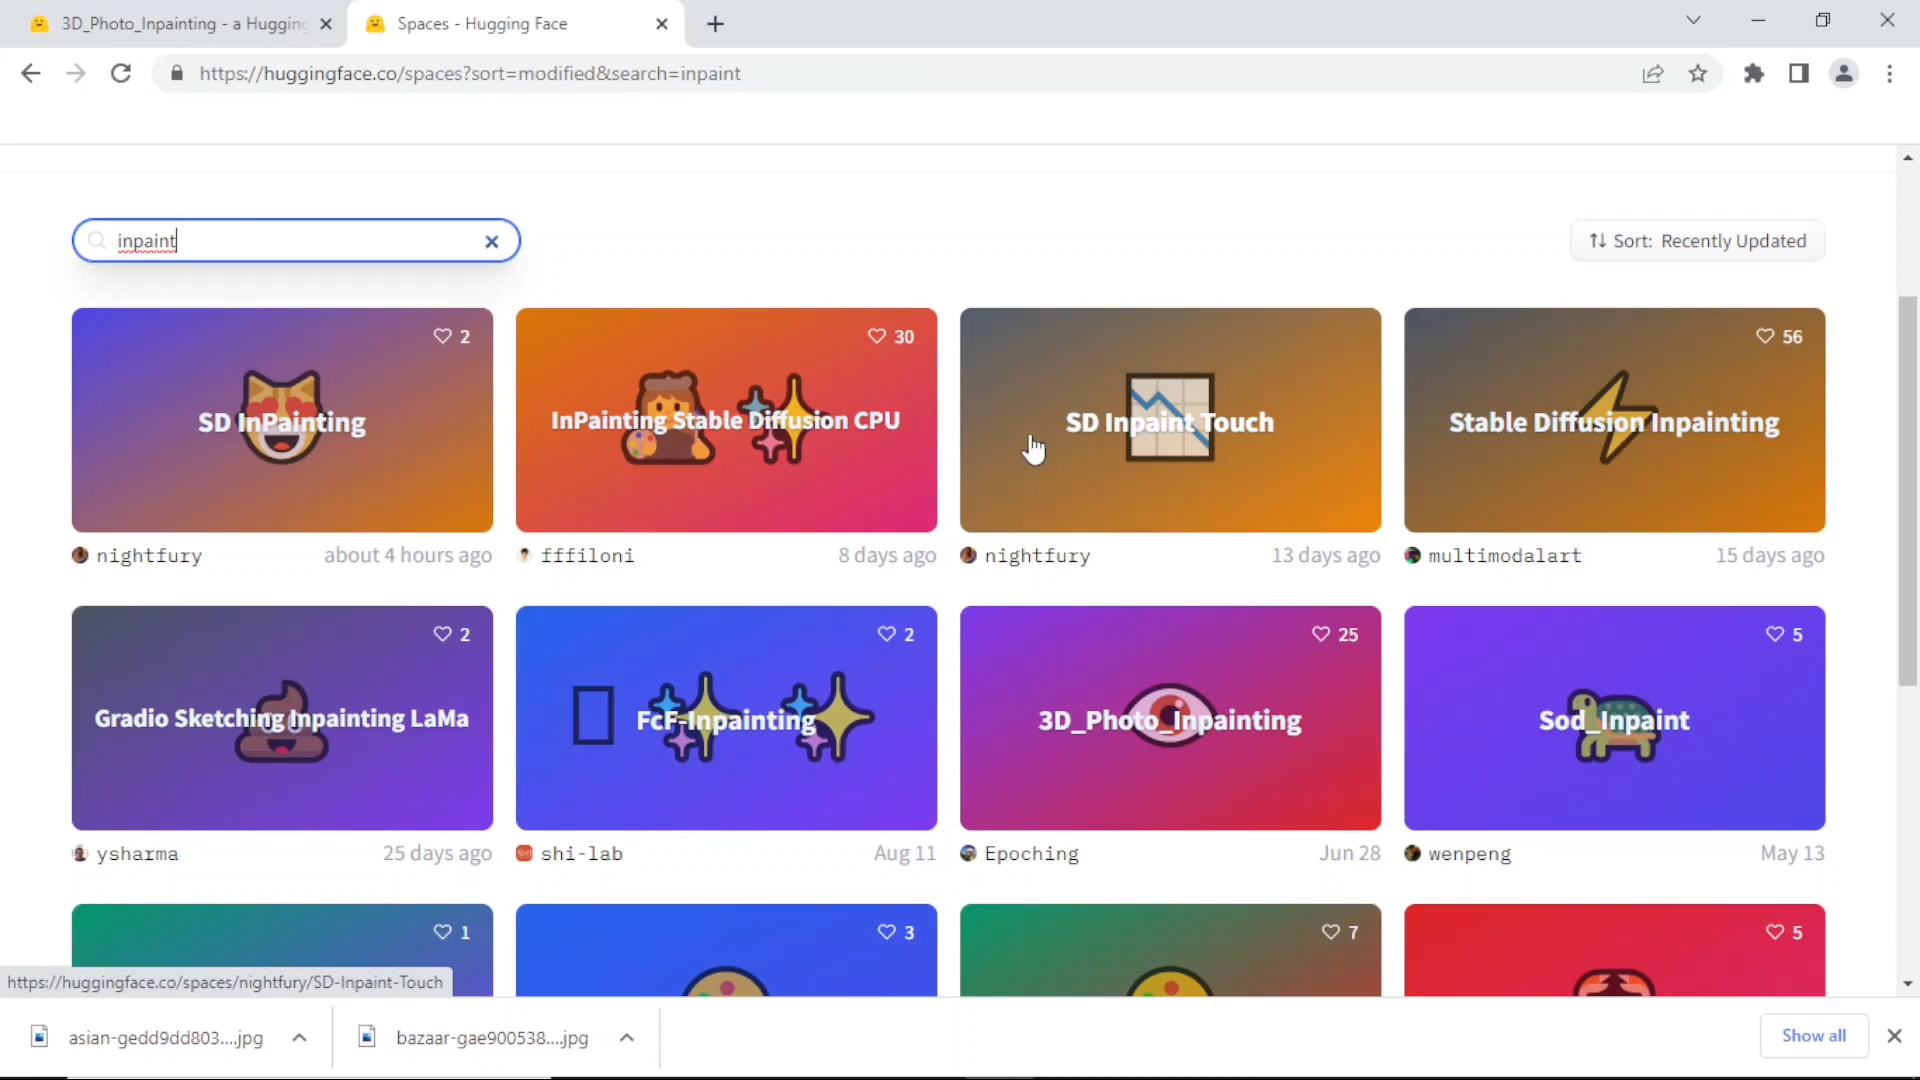 3D_Photo_Inpainting - a Hugging
Spaces - Hugging Face
https://huggingface.co/spaces?sort=modified&search=inpaint
inpaint
Sort: Recently Updated
2
30
56
SD InPainting
InPainting Stable Diffusion CPU
SD Inpaint Touch
Stable Diffusion Inpainting
nightfury about 4 hours ago
fffiloni 8 days ago
nightfury 13 days ago
multimodalart 15 days ago
2
2
25
5
Gradio Sketching Inpainting LaMa
FcF-Inpainting
3D_Photo_Inpainting
Sod_Inpaint
ysharma 25 days ago
shi-lab Aug 11
Epoching Jun 28
wenpeng May 13
1
3
7
5
https://huggingface.co/spaces/nightfury/SD-Inpaint-Touch
asian-gedd9dd803....jpg
bazaar-gae900538....jpg
Show all